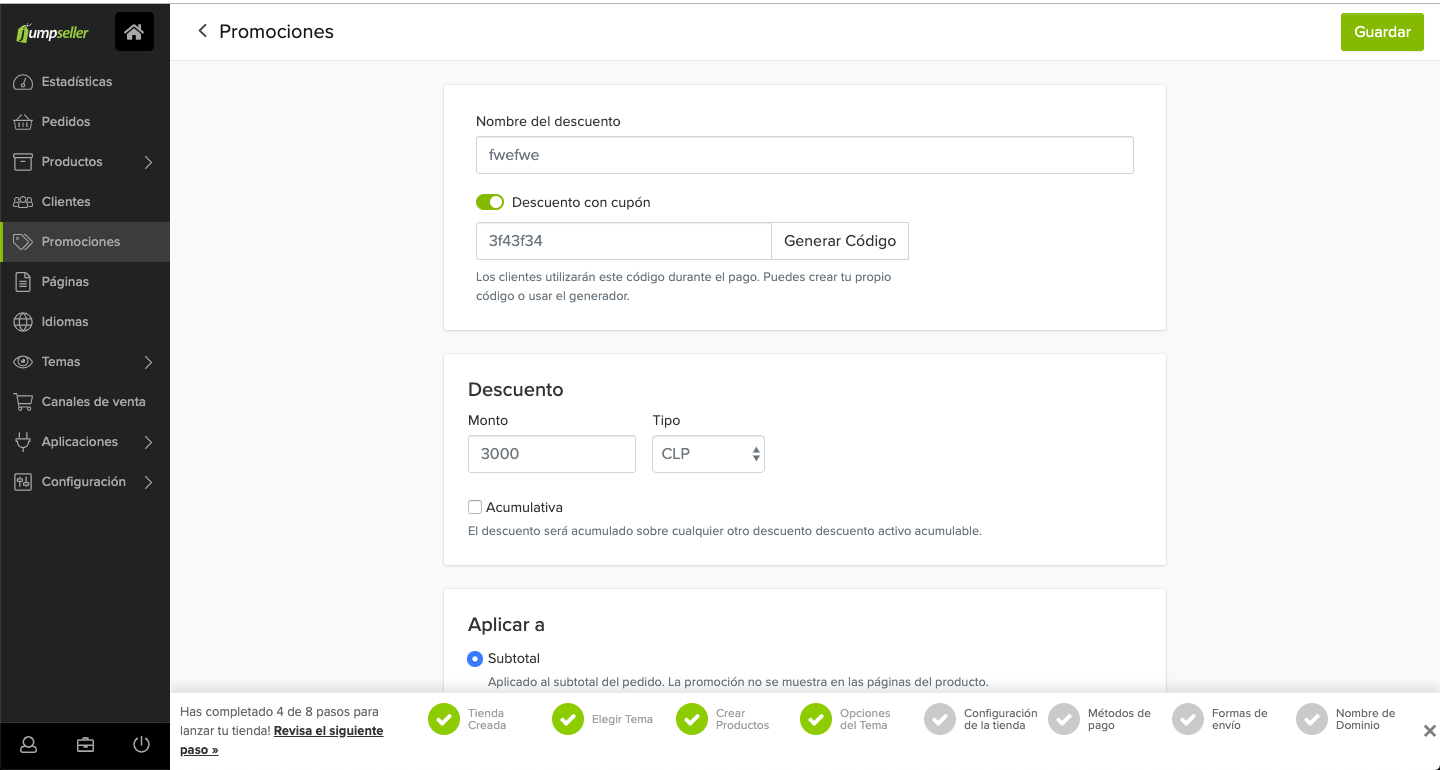 Jumpseller
Promociones
Guardar
Estadísticas
Pedidos
Productos
Clientes
Promociones
Páginas
Idiomas
Temas
Canales de venta
Aplicaciones
Configuración
Nombre del descuento
fwefwe
Descuento con cupón
3f43f34
Generar Código
Los clientes utilizarán este código durante el pago. Puedes crear tu propio
código o usar el generador.
Descuento
Monto
Tipo
3000
CLP
Acumulativa
El descuento será acumulado sobre cualquier otro descuento descuento activo acumulable.
Aplicar a
Subtotal
Aplicado al subtotal del pedido. La promoción no se muestra en las páginas del producto.
Has completado 4 de 8 pasos para
lanzar tu tienda! Revisa el siguiente
paso »
Tienda
Creada
Elegir Tema
Crear
Productos
Opciones
del Tema
Configuración
de la tienda
Métodos de
pago
Formas de
envío
Nombre de
Dominio